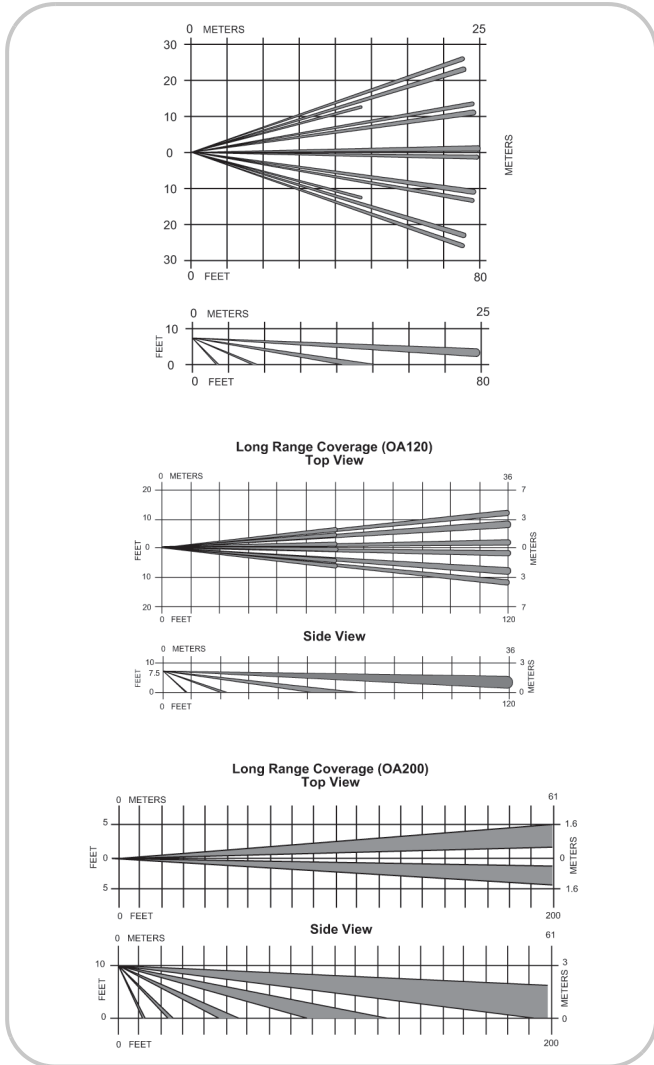 0 METERS 25
30
20
10
0
10
20
30
METERS
0 FEET 80
0 METERS 25
10
FEET
0
0 FEET 80
Long Range Coverage (OA120)
Top View
0 METERS 36
20 7
10 3
FEET 0 0 METERS
10 3
20 7
0 FEET 120
Side View
0 METERS 36
10 3
7.5
FEET METERS
0 0
0 FEET 120
Long Range Coverage (OA200)
Top View
0 METERS 61
5 1.6
FEET 0 0 METERS
5 1.6
0 FEET 200
Side View
0 METERS 61
10 3
FEET METERS
0 0
0 FEET 200